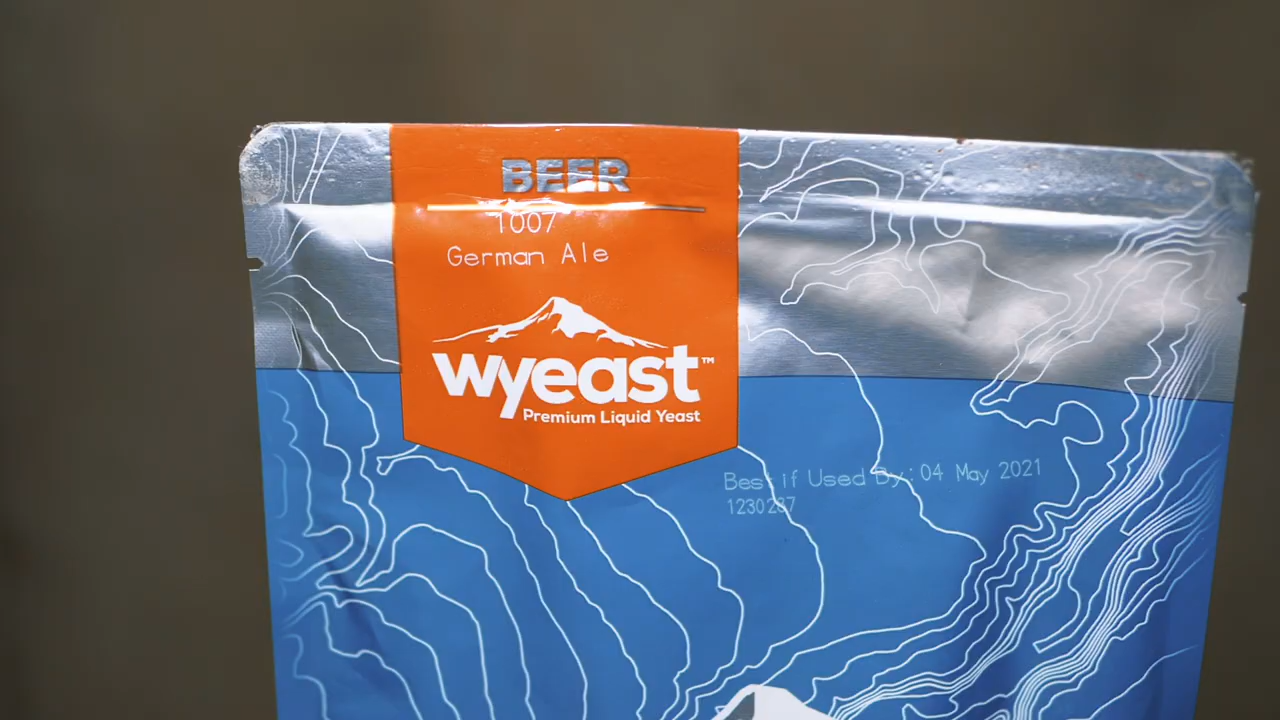 BEER
1007
German Ale
wyeast™
Premium Liquid Yeast
Best if Used By: 04 May 2021
1230287